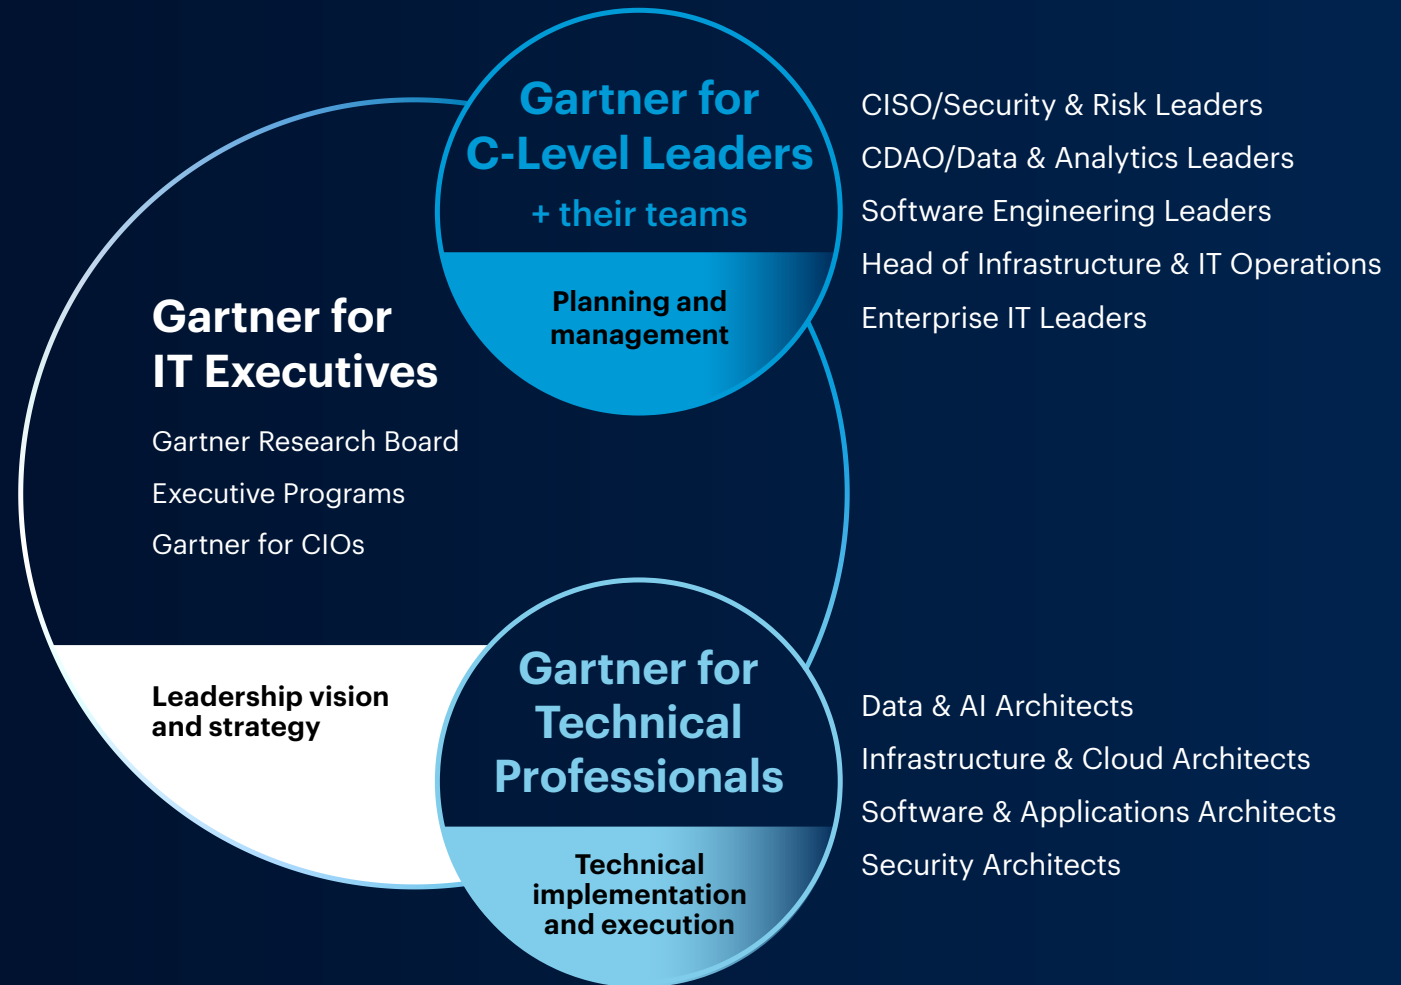 Gartner for
C-Level Leaders
+ their teams
Planning and
management
CISO/Security & Risk Leaders
CDAO/Data & Analytics Leaders
Software Engineering Leaders
Head of Infrastructure & IT Operations
Enterprise IT Leaders
Gartner for
IT Executives
Gartner Research Board
Executive Programs
Gartner for CIOs
Leadership vision
and strategy
Gartner for
Technical
Professionals
Technical
implementation
and execution
Data & AI Architects
Infrastructure & Cloud Architects
Software & Applications Architects
Security Architects